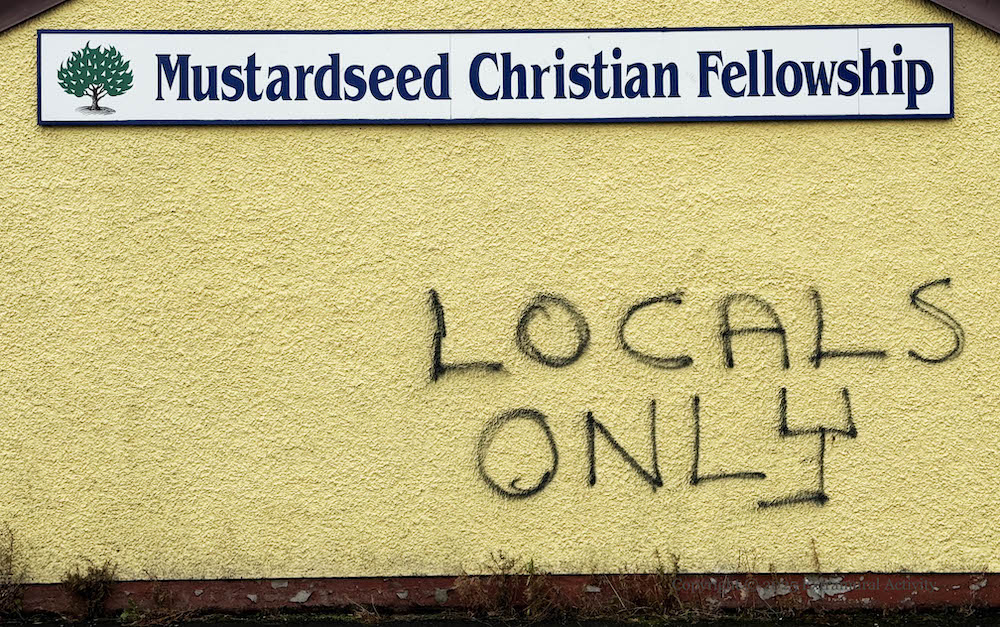 Mustardseed Christian Fellowship
LOCALS
ONLY